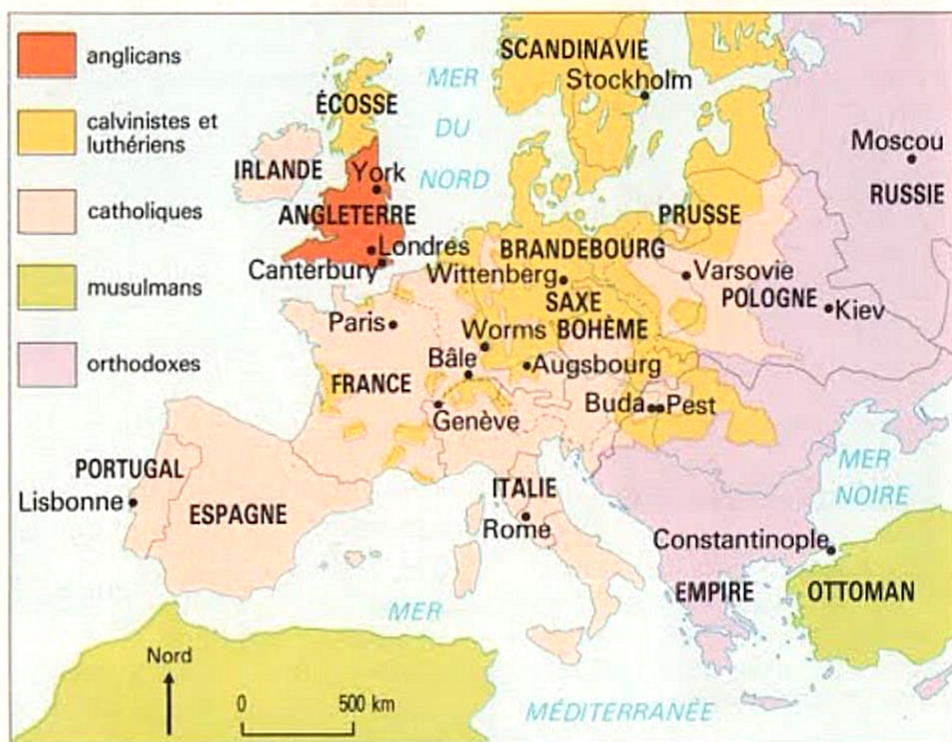 anglicans
calvinistes et
luthériens
catholiques
musulmans
orthodoxes
SCANDINAVIE
Stockholm
MER
DU
NORD
ÉCOSSE
IRLANDE
York
ANGLETERRE
Londres
Canterbury
Moscou
RUSSIE
PRUSSE
BRANDEBOURG
Wittenberg
Varsovie
SAXE
POLOGNE
Kiev
Paris
Worms
BOHÈME
Bâle
Augsbourg
FRANCE
Genève
Buda
Pest
PORTUGAL
Lisbonne
ESPAGNE
ITALIE
Rome
MER
NOIRE
Constantinople
EMPIRE
OTTOMAN
MER
MÉDITERRANÉE
Nord
0
500 km